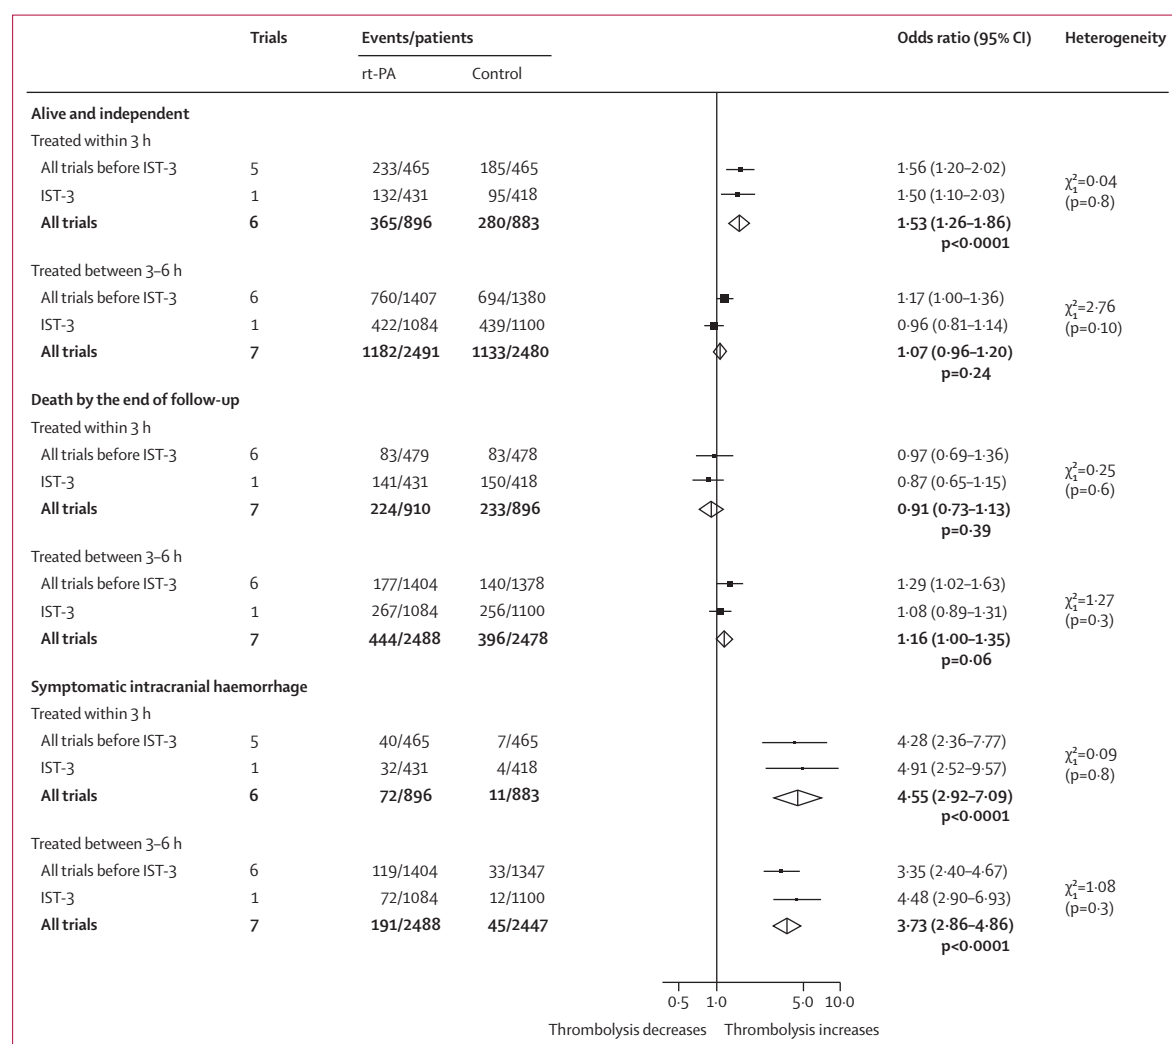 Trials Events/patients Odds ratio (95% CI) Heterogeneity
rt-PA Control
Alive and independent
Treated within 3 h
All trials before IST-3 5 233/465 185/465 1·56 (1·20–2·02)
χ²₁=0·04
IST-3 1 132/431 95/418 1·50 (1·10–2·03)
(p=0·8)
All trials 6 365/896 280/883 1·53 (1·26–1·86)
p<0·0001
Treated between 3–6 h
All trials before IST-3 6 760/1407 694/1380 1·17 (1·00–1·36)
χ²₁=2·76
IST-3 1 422/1084 439/1100 0·96 (0·81–1·14)
(p=0·10)
All trials 7 1182/2491 1133/2480 1·07 (0·96–1·20)
p=0·24
Death by the end of follow-up
Treated within 3 h
All trials before IST-3 6 83/479 83/478 0·97 (0·69–1·36)
χ²₁=0·25
IST-3 1 141/431 150/418 0·87 (0·65–1·15)
(p=0·6)
All trials 7 224/910 233/896 0·91 (0·73–1·13)
p=0·39
Treated between 3–6 h
All trials before IST-3 6 177/1404 140/1378 1·29 (1·02–1·63)
χ²₁=1·27
IST-3 1 267/1084 256/1100 1·08 (0·89–1·31)
(p=0·3)
All trials 7 444/2488 396/2478 1·16 (1·00–1·35)
p=0·06
Symptomatic intracranial haemorrhage
Treated within 3 h
All trials before IST-3 5 40/465 7/465 4·28 (2·36–7·77)
χ²₁=0·09
IST-3 1 32/431 4/418 4·91 (2·52–9·57)
(p=0·8)
All trials 6 72/896 11/883 4·55 (2·92–7·09)
p<0·0001
Treated between 3–6 h
All trials before IST-3 6 119/1404 33/1347 3·35 (2·40–4·67)
χ²₁=1·08
IST-3 1 72/1084 12/1100 4·48 (2·90–6·93)
(p=0·3)
All trials 7 191/2488 45/2447 3·73 (2·86–4·86)
p<0·0001
0·5 1·0 5·0 10·0
Thrombolysis decreases Thrombolysis increases